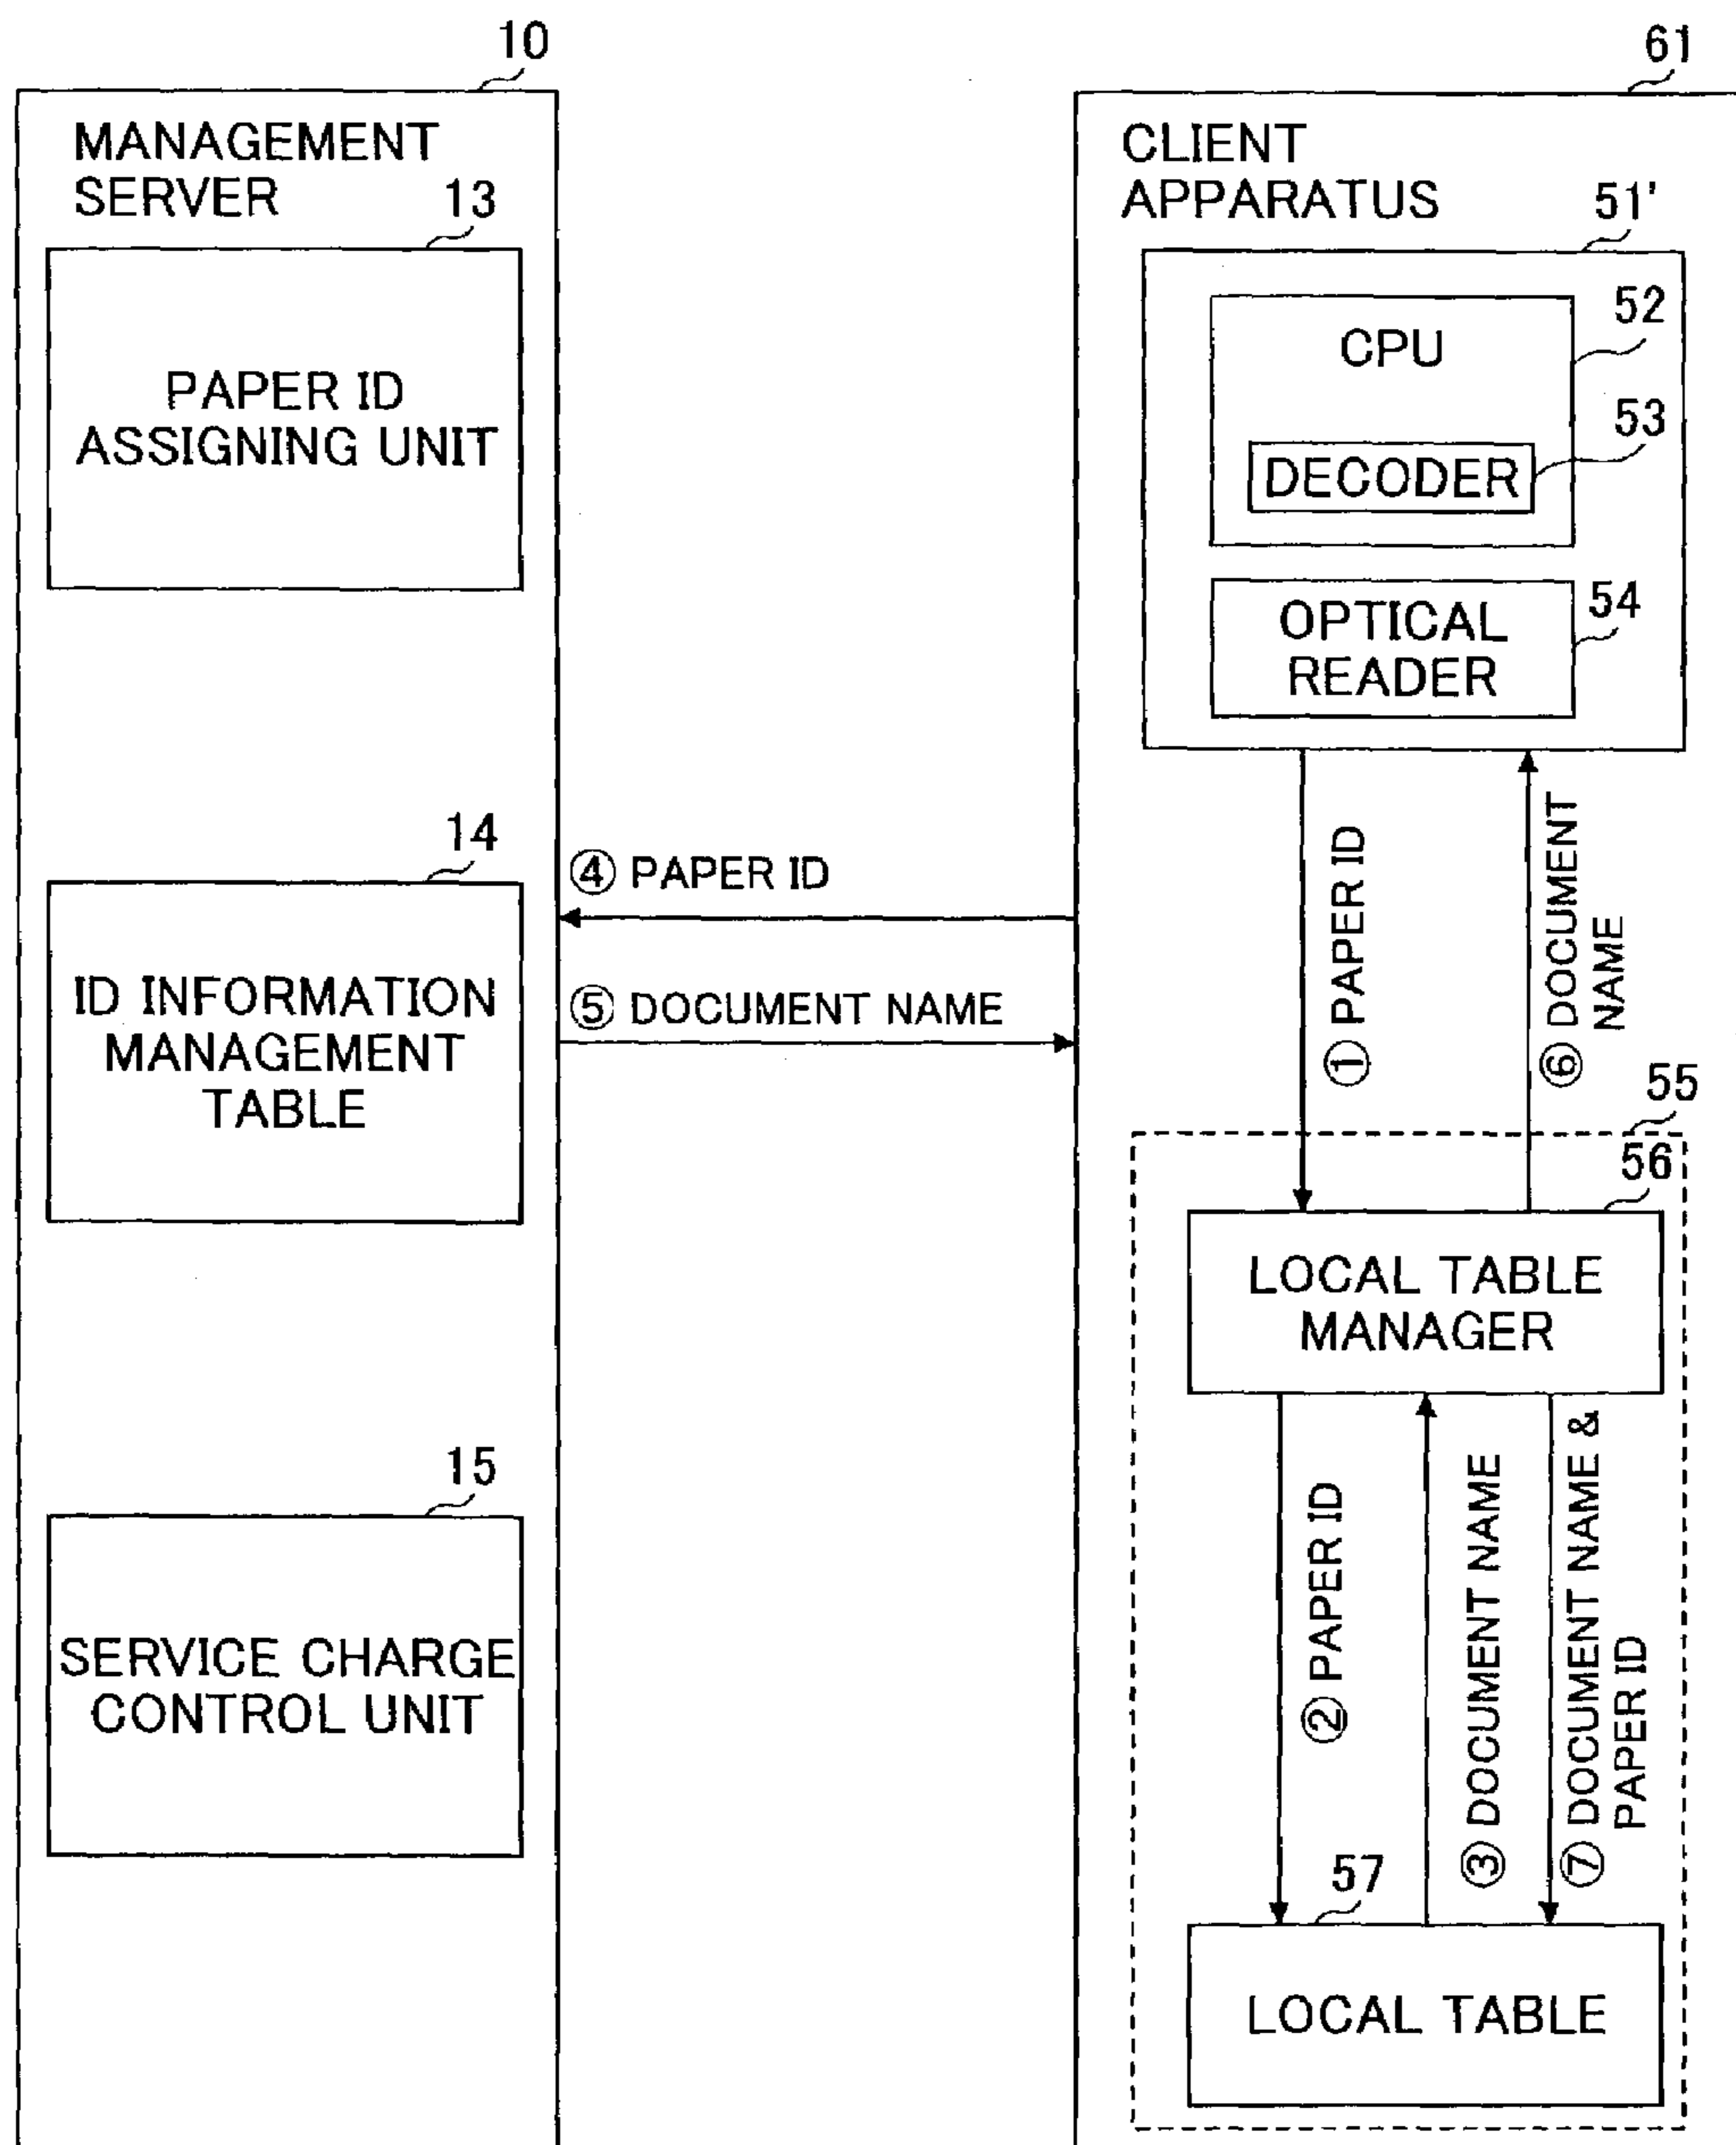 10
MANAGEMENT
SERVER
13
PAPER ID
ASSIGNING UNIT
14
ID INFORMATION
MANAGEMENT
TABLE
15
SERVICE CHARGE
CONTROL UNIT
④ PAPER ID
⑤ DOCUMENT NAME
61
CLIENT
APPARATUS
51'
52
CPU
53
DECODER
54
OPTICAL
READER
① PAPER ID
⑥ DOCUMENT
NAME
55
56
LOCAL TABLE
MANAGER
② PAPER ID
③ DOCUMENT NAME
⑦ DOCUMENT NAME &
PAPER ID
57
LOCAL TABLE